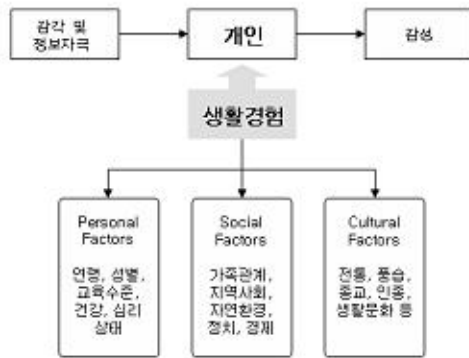 감각 및
정보자극
개인
감성
생활경험
Personal
Factors
연령, 성별,
교육수준,
건강, 심리
상태
Social
Factors
가족관계,
지역사회,
자연환경,
정치, 경제
Cultural
Factors
전통, 풍습,
종교, 인종,
생활문화 등